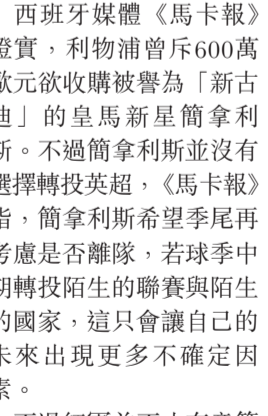 西班牙媒體《馬卡報》
證實，利物浦曾斥600萬
歐元欲收購被譽為「新古
迪」的皇馬新星簡拿利
斯。不過簡拿利斯並沒有
選擇轉投英超，《馬卡報》
指，簡拿利斯希望季尾再
考慮是否離隊，若球季中
期轉投陌生的聯賽與陌生
的國家，這只會讓自己的
未來出現更多不確定因
素。